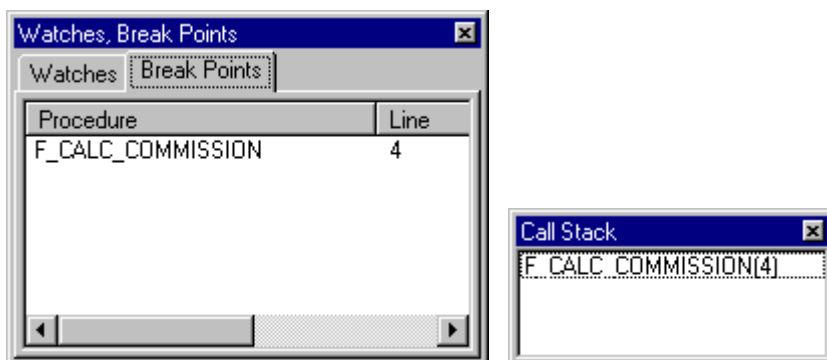 Watches, Break Points
Watches Break Points
Procedure Line
F_CALC_COMMISSION 4
Call Stack
F_CALC_COMMISSION(4)